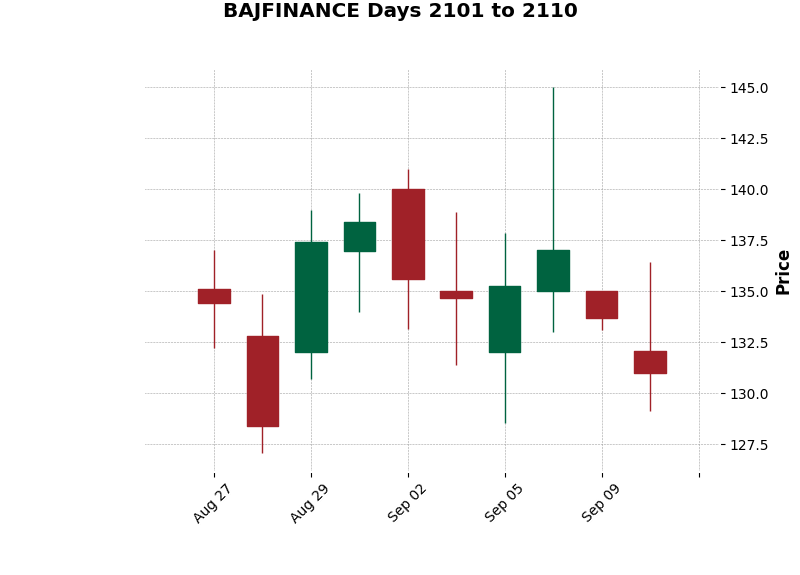 BAJFINANCE Days 2101 to 2110
145.0
142.5
140.0
137.5
135.0
132.5
130.0
127.5
Price
Aug 27
Aug 29
Sep 02
Sep 05
Sep 09